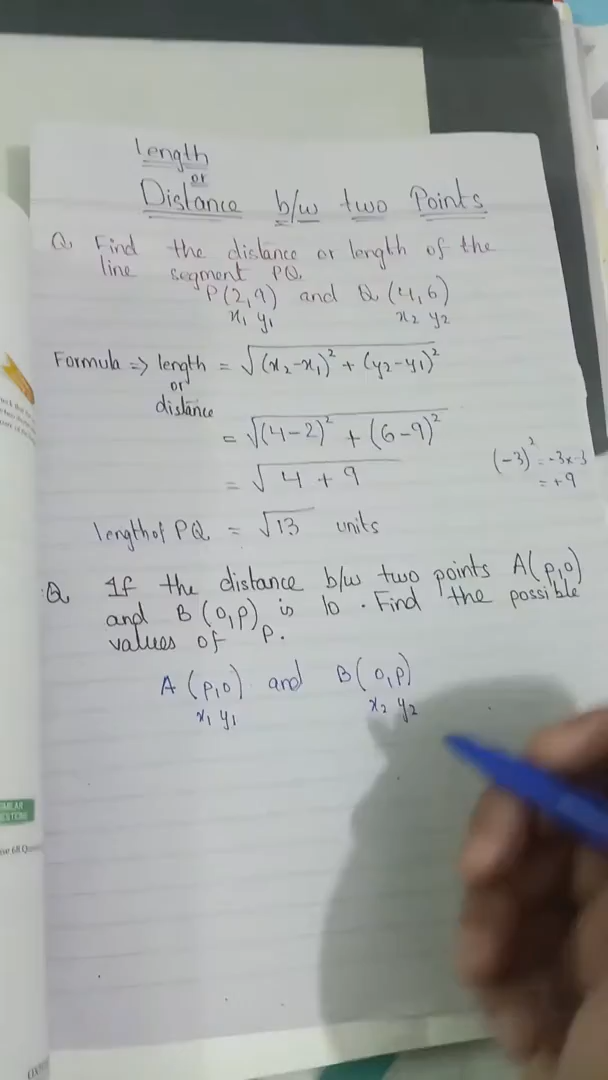 Length
or
Distance b/w two Points
Q. Find the distance or length of the
line segment PQ.
P(2,9) and Q(4,6)
x₁ y₁ x₂ y₂
Formula => length = √(x₂-x₁)² + (y₂-y₁)²
or
distance
= √(4-2)² + (6-9)²
(-3)² = -3x-3
= √4 + 9
= +9
length of PQ = √13 units
Q. If the distance b/w two points A(p,0)
and B(0,p) is 10. Find the possible
values of p.
A(p,0) and B(0,p)
x₁ y₁ x₂ y₂